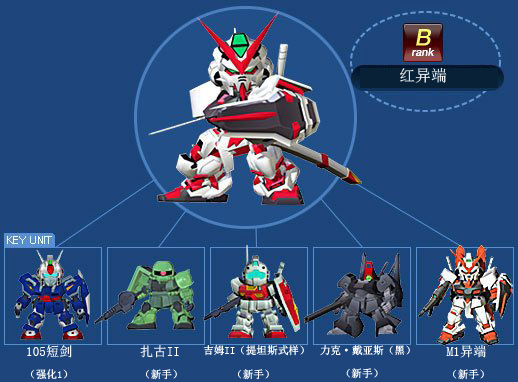 B
rank
红异端
KEY UNIT
105短剑
扎古II
吉姆II（提坦斯式样）
力克·戴亚斯（黑）
M1异端
（强化1）
（新手）
（新手）
（新手）
（新手）